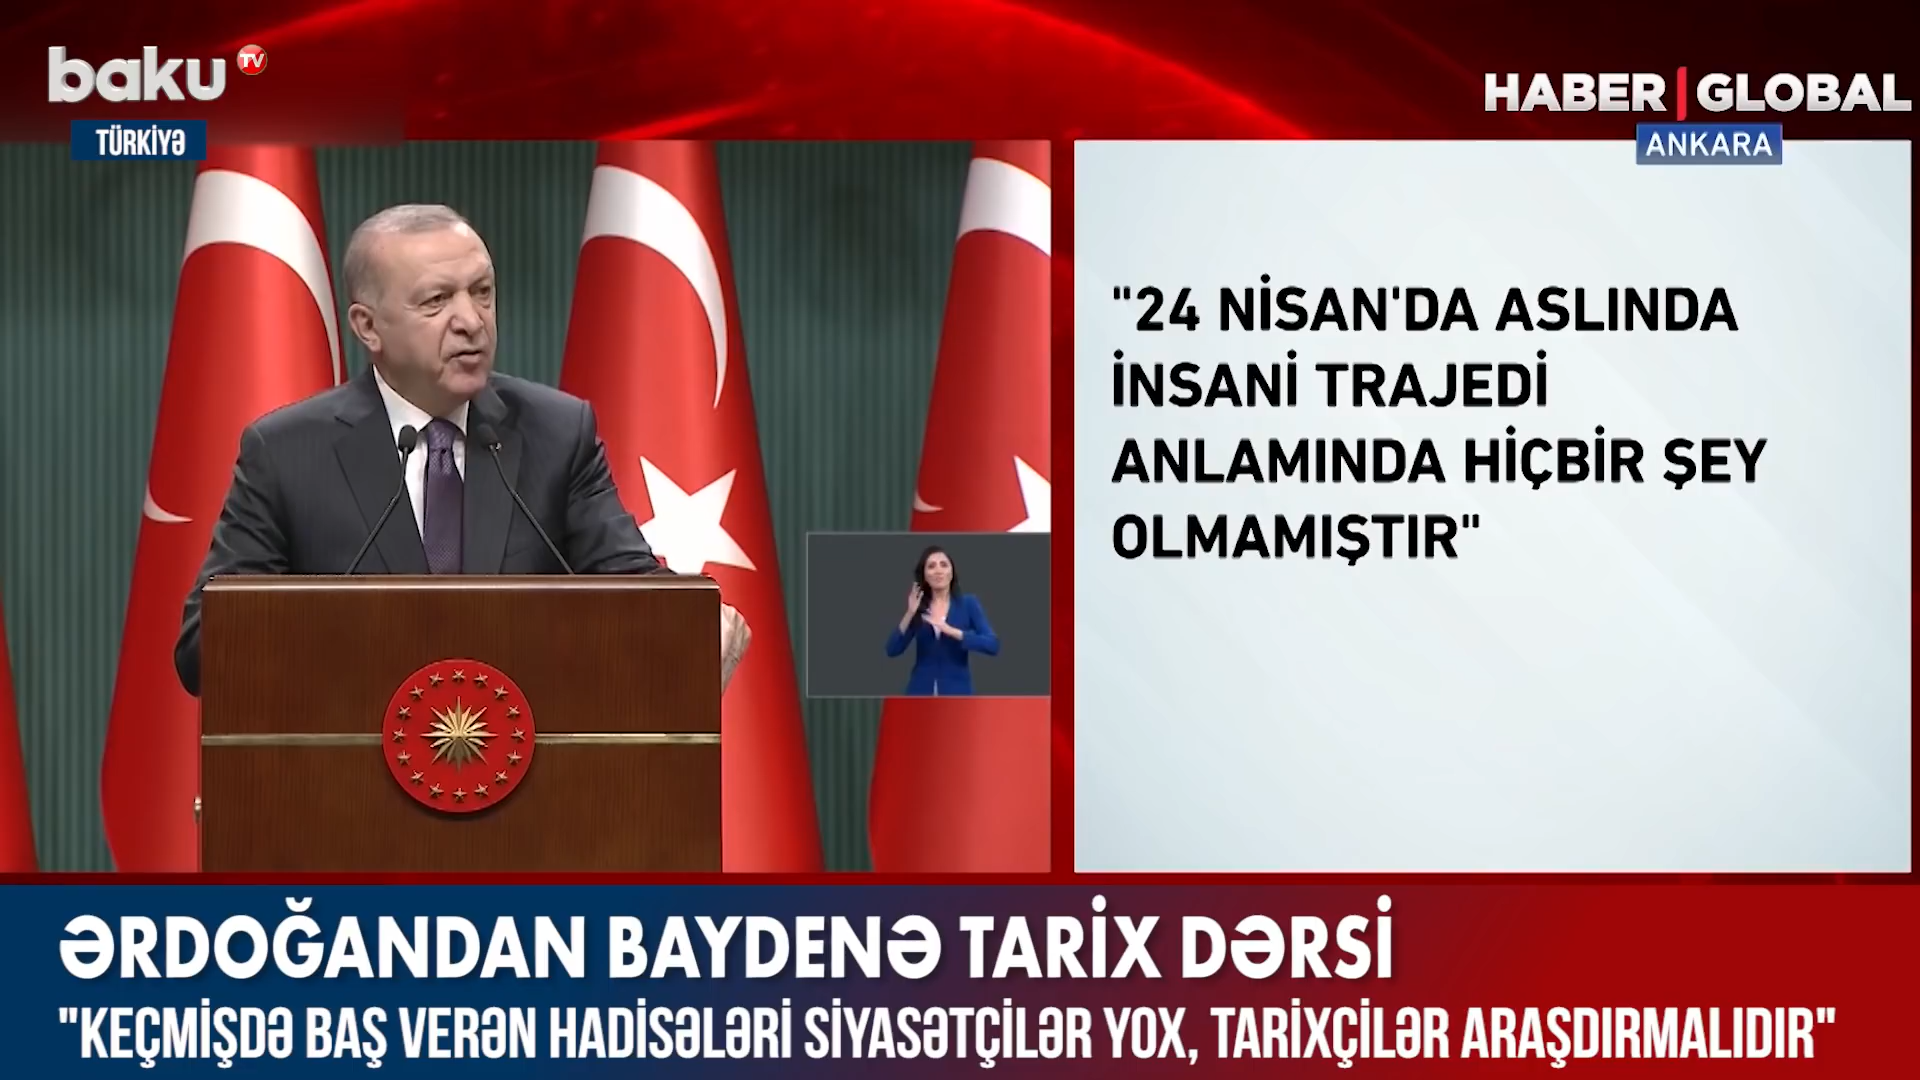 baku TV
TÜRKİYƏ
HABER GLOBAL
ANKARA
"24 NİSAN'DA ASLINDA
İNSANİ TRAJEDİ
ANLAMINDA HİÇBİR ŞEY
OLMAMIŞTIR"
ƏRDOĞANDAN BAYDENƏ TARİX DƏRSİ
"KEÇMİŞDƏ BAŞ VERƏN HADİSƏLƏRİ SİYASƏTÇİLƏR YOX, TARİXÇİLƏR ARAŞDIRMALIDIR"